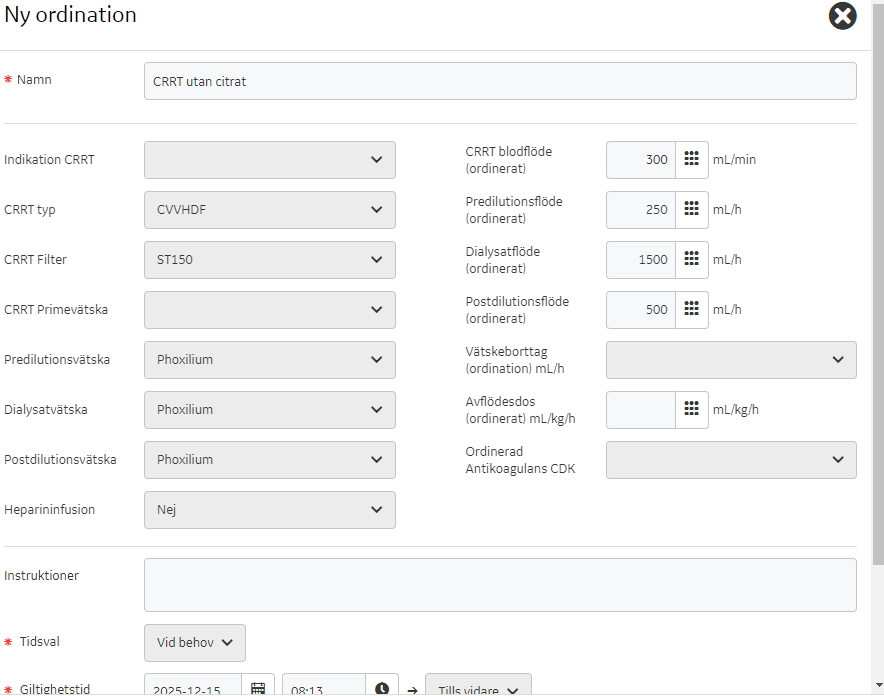 Ny ordination
* Namn
CRRT utan citrat
Indikation CRRT
CRRT typ
CVVHDF
CRRT Filter
ST150
CRRT Primevätska
Predilutionsvätska
Phoxilium
Dialysatvätska
Phoxilium
Postdilutionsvätska
Phoxilium
Heparininfusion
Nej
CRRT blodflöde
(ordinerat)
300 mL/min
Predilutionsflöde
(ordinerat)
250 mL/h
Dialysatflöde
(ordinerat)
1500 mL/h
Postdilutionsflöde
(ordinerat)
500 mL/h
Vätskeborttag
(ordination) mL/h
Avflödesdos
(ordinerat) mL/kg/h
mL/kg/h
Ordinerad
Antikoagulans CDK
Instruktioner
* Tidsval
Vid behov
* Giltighetstid
2025-12-15 08:13 → Tills vidare